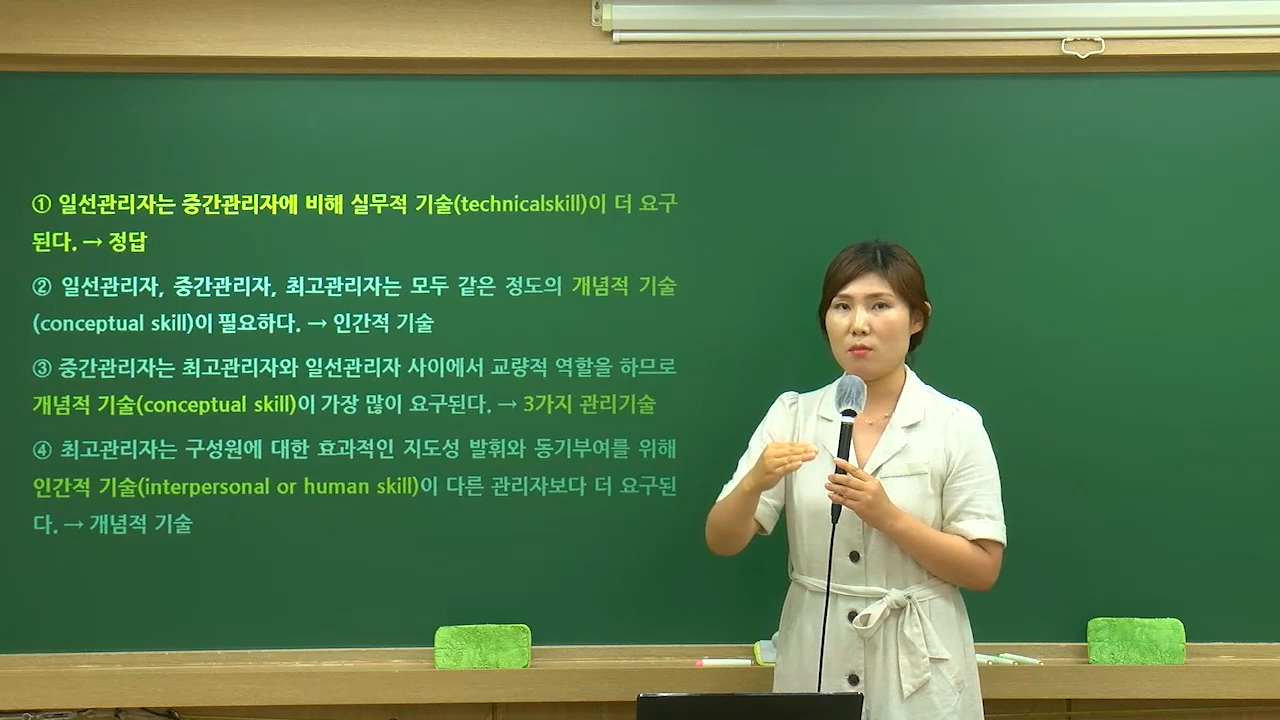 ① 일선관리자는 중간관리자에 비해 실무적 기술(technicalskill)이 더 요구
된다. → 정답
② 일선관리자, 중간관리자, 최고관리자는 모두 같은 정도의 개념적 기술
(conceptual skill)이 필요하다. → 인간적 기술
③ 중간관리자는 최고관리자와 일선관리자 사이에서 교량적 역할을 하므로
개념적 기술(conceptual skill)이 가장 많이 요구된다. → 3가지 관리기술
④ 최고관리자는 구성원에 대한 효과적인 지도성 발휘와 동기부여를 위해
인간적 기술(interpersonal or human skill)이 다른 관리자보다 더 요구된
다. → 개념적 기술